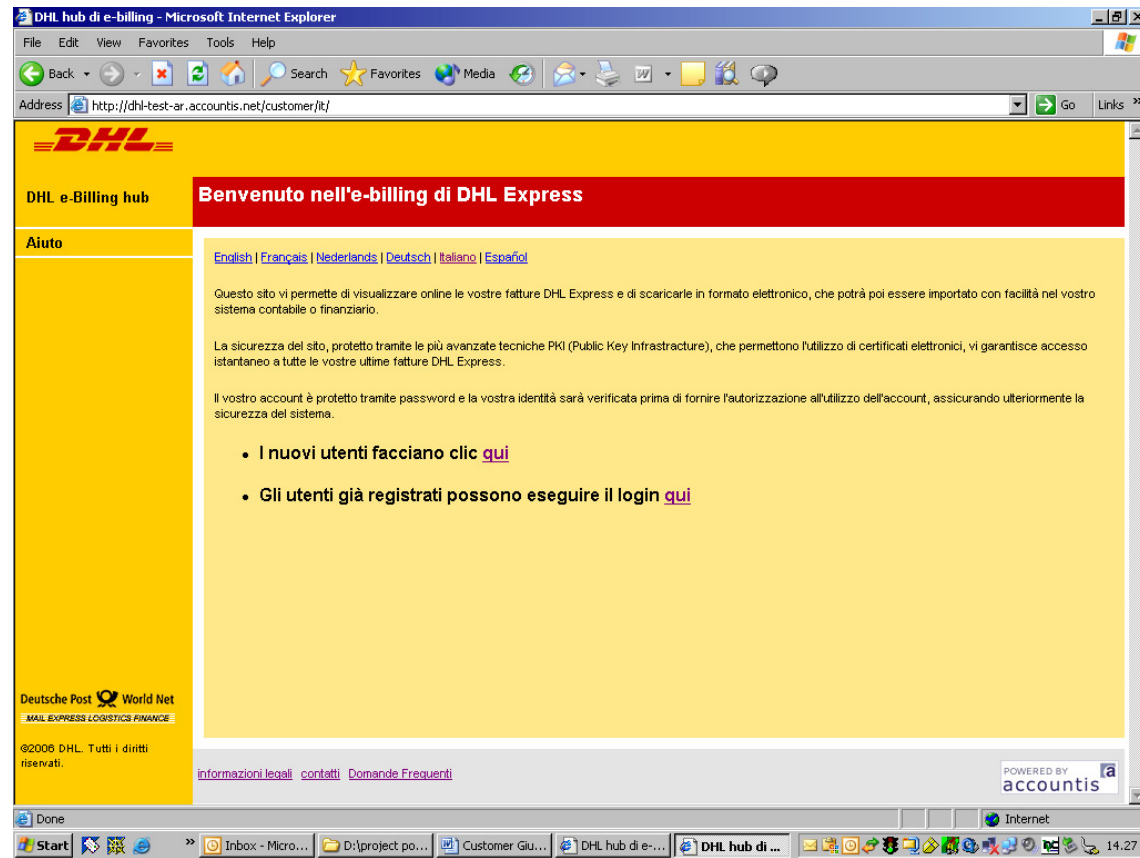 DHL hub di e-billing - Microsoft Internet Explorer
File Edit View Favorites Tools Help
Back Search Favorites Media
Address http://dhl-test-ar.accountis.net/customer/it/ Go Links »
DHL
DHL e-Billing hub
Benvenuto nell'e-billing di DHL Express
Aiuto
English | Français | Nederlands | Deutsch | Italiano | Español
Questo sito vi permette di visualizzare online le vostre fatture DHL Express e di scaricarle in formato elettronico, che potrà poi essere importato con facilità nel vostro
sistema contabile o finanziario.
La sicurezza del sito, protetto tramite le più avanzate tecniche PKI (Public Key Infrastracture), che permettono l'utilizzo di certificati elettronici, vi garantisce accesso
istantaneo a tutte le vostre ultime fatture DHL Express.
Il vostro account è protetto tramite password e la vostra identità sarà verificata prima di fornire l'autorizzazione all'utilizzo dell'account, assicurando ulteriormente la
sicurezza del sistema.
• I nuovi utenti facciano clic qui
• Gli utenti già registrati possono eseguire il login qui
Deutsche Post World Net
MAIL EXPRESS LOGISTICS FINANCE
©2006 DHL. Tutti i diritti
riservati.
informazioni legali contatti Domande Frequenti
POWERED BY
accountis
Done Internet
Start » Inbox - Micro... D:\project po... Customer Giu... DHL hub di e-... DHL hub di ... 14.27